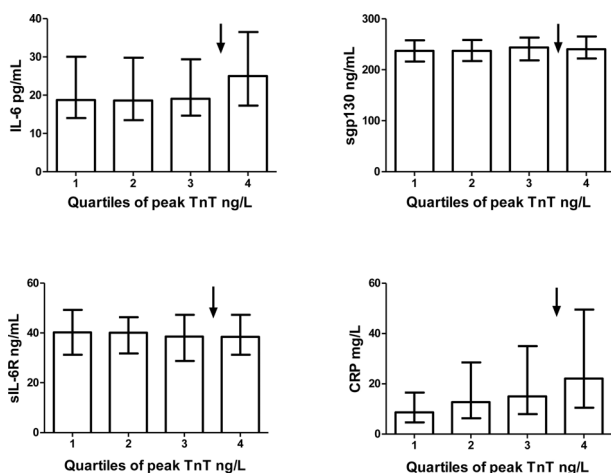 40
30
20
10
0
IL-6 pg/mL
1 2 3 4
Quartiles of peak TnT ng/L
300
200
100
0
sgp130 ng/mL
1 2 3 4
Quartiles of peak TnT ng/L
60
40
20
0
sIL-6R ng/mL
1 2 3 4
Quartiles of peak TnT ng/L
60
40
20
0
CRP mg/L
1 2 3 4
Quartiles of peak TnT ng/L